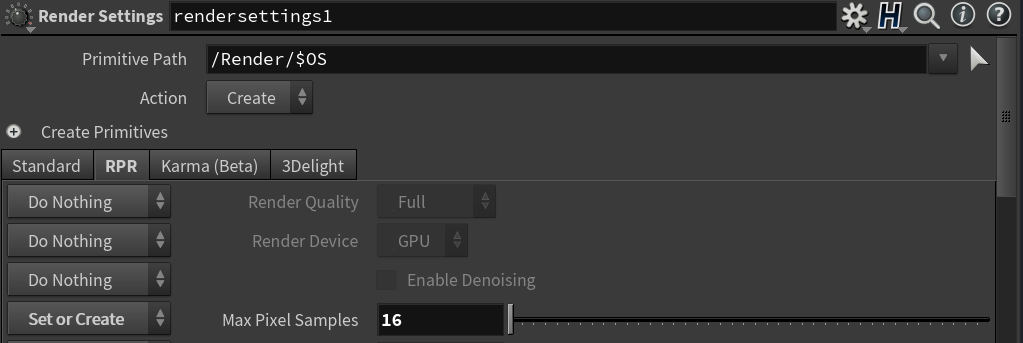 Render Settings rendersettings1
Primitive Path /Render/$OS
Action Create
Create Primitives
Standard RPR Karma (Beta) 3Delight
Do Nothing Render Quality Full
Do Nothing Render Device GPU
Do Nothing Enable Denoising
Set or Create Max Pixel Samples 16